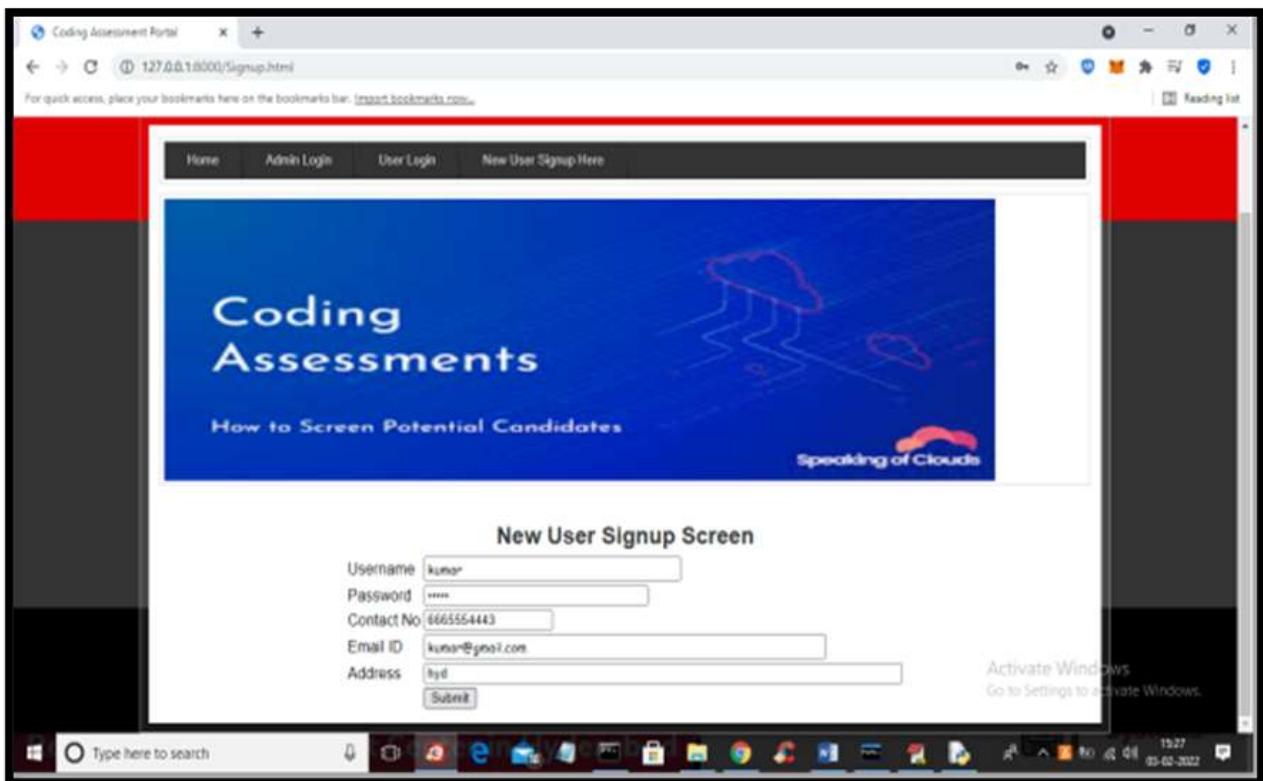 Coding Assessment Portal
127.0.0.1:8000/Signup.html
For quick access, place your bookmarks here on the bookmarks bar. Import bookmarks now...
Reading list
Home Admin Login User Login New User Signup Here
Coding
Assessments
How to Screen Potential Candidates
Speaking of Clouds
New User Signup Screen
Username kumar
Password •••••
Contact No 6665554443
Email ID kumar@gmail.com
Address hyd
Submit
Activate Windows
Go to Settings to activate Windows.
Type here to search
15:27
03-02-2022